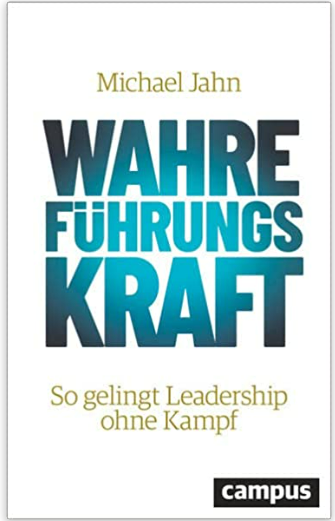 Michael Jahn
WAHRE
FÜHRUNGS
KRAFT
So gelingt Leadership
ohne Kampf
campus